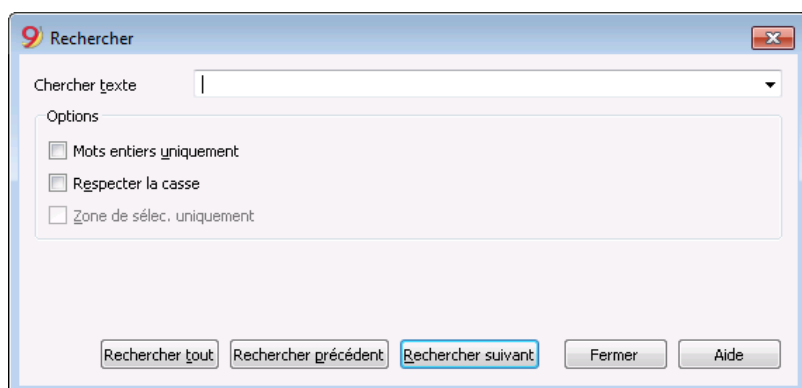 9 Rechercher
Chercher texte
Options
Mots entiers uniquement
Respecter la casse
Zone de sélec. uniquement
Rechercher tout Rechercher précédent Rechercher suivant Fermer Aide